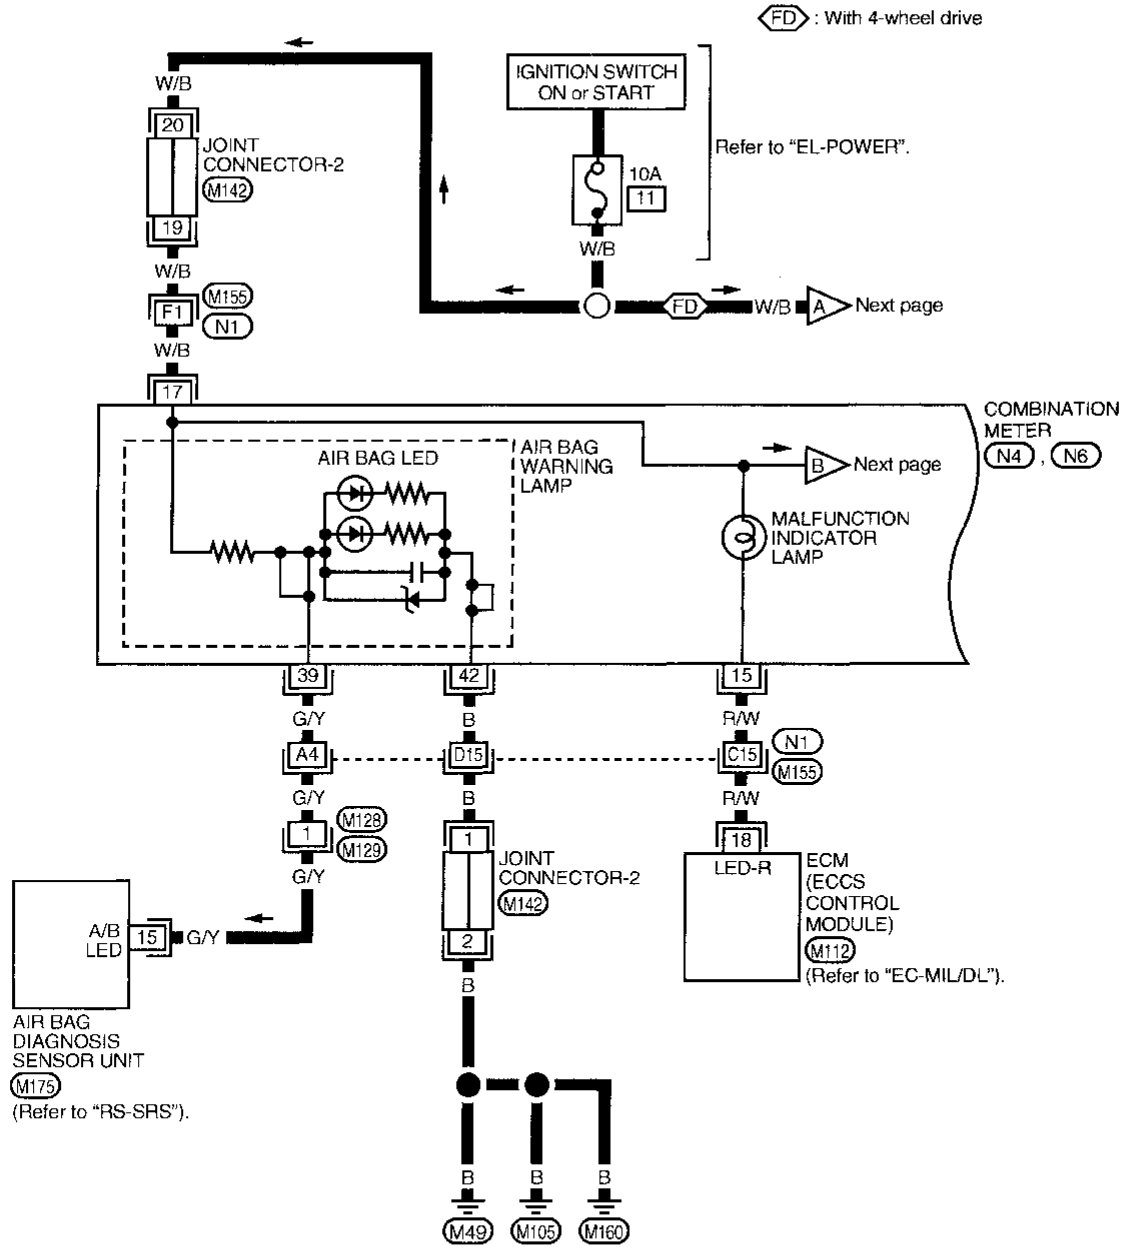 FD : With 4-wheel drive
IGNITION SWITCH
ON or START
Refer to "EL-POWER".
10A
11
W/B
W/B
20
JOINT
CONNECTOR-2
M142
19
W/B
F1
M155
N1
W/B
17
FD
W/B
A
Next page
COMBINATION
METER
N4 , N6
AIR BAG LED
AIR BAG
WARNING
LAMP
B
Next page
MALFUNCTION
INDICATOR
LAMP
39
42
15
G/Y
B
R/W
A4
D15
C15
N1
M155
G/Y
B
R/W
1
M128
M129
G/Y
1
JOINT
CONNECTOR-2
M142
2
B
18
LED-R
ECM
(ECCS
CONTROL
MODULE)
M112
(Refer to "EC-MIL/DL").
A/B
LED
15
G/Y
AIR BAG
DIAGNOSIS
SENSOR UNIT
M175
(Refer to "RS-SRS").
B
B
B
M49
M105
M160